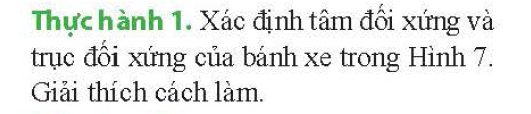 Thực hành 1. Xác định tâm đối xứng và
trục đối xứng của bánh xe trong Hình 7.
Giải thích cách làm.